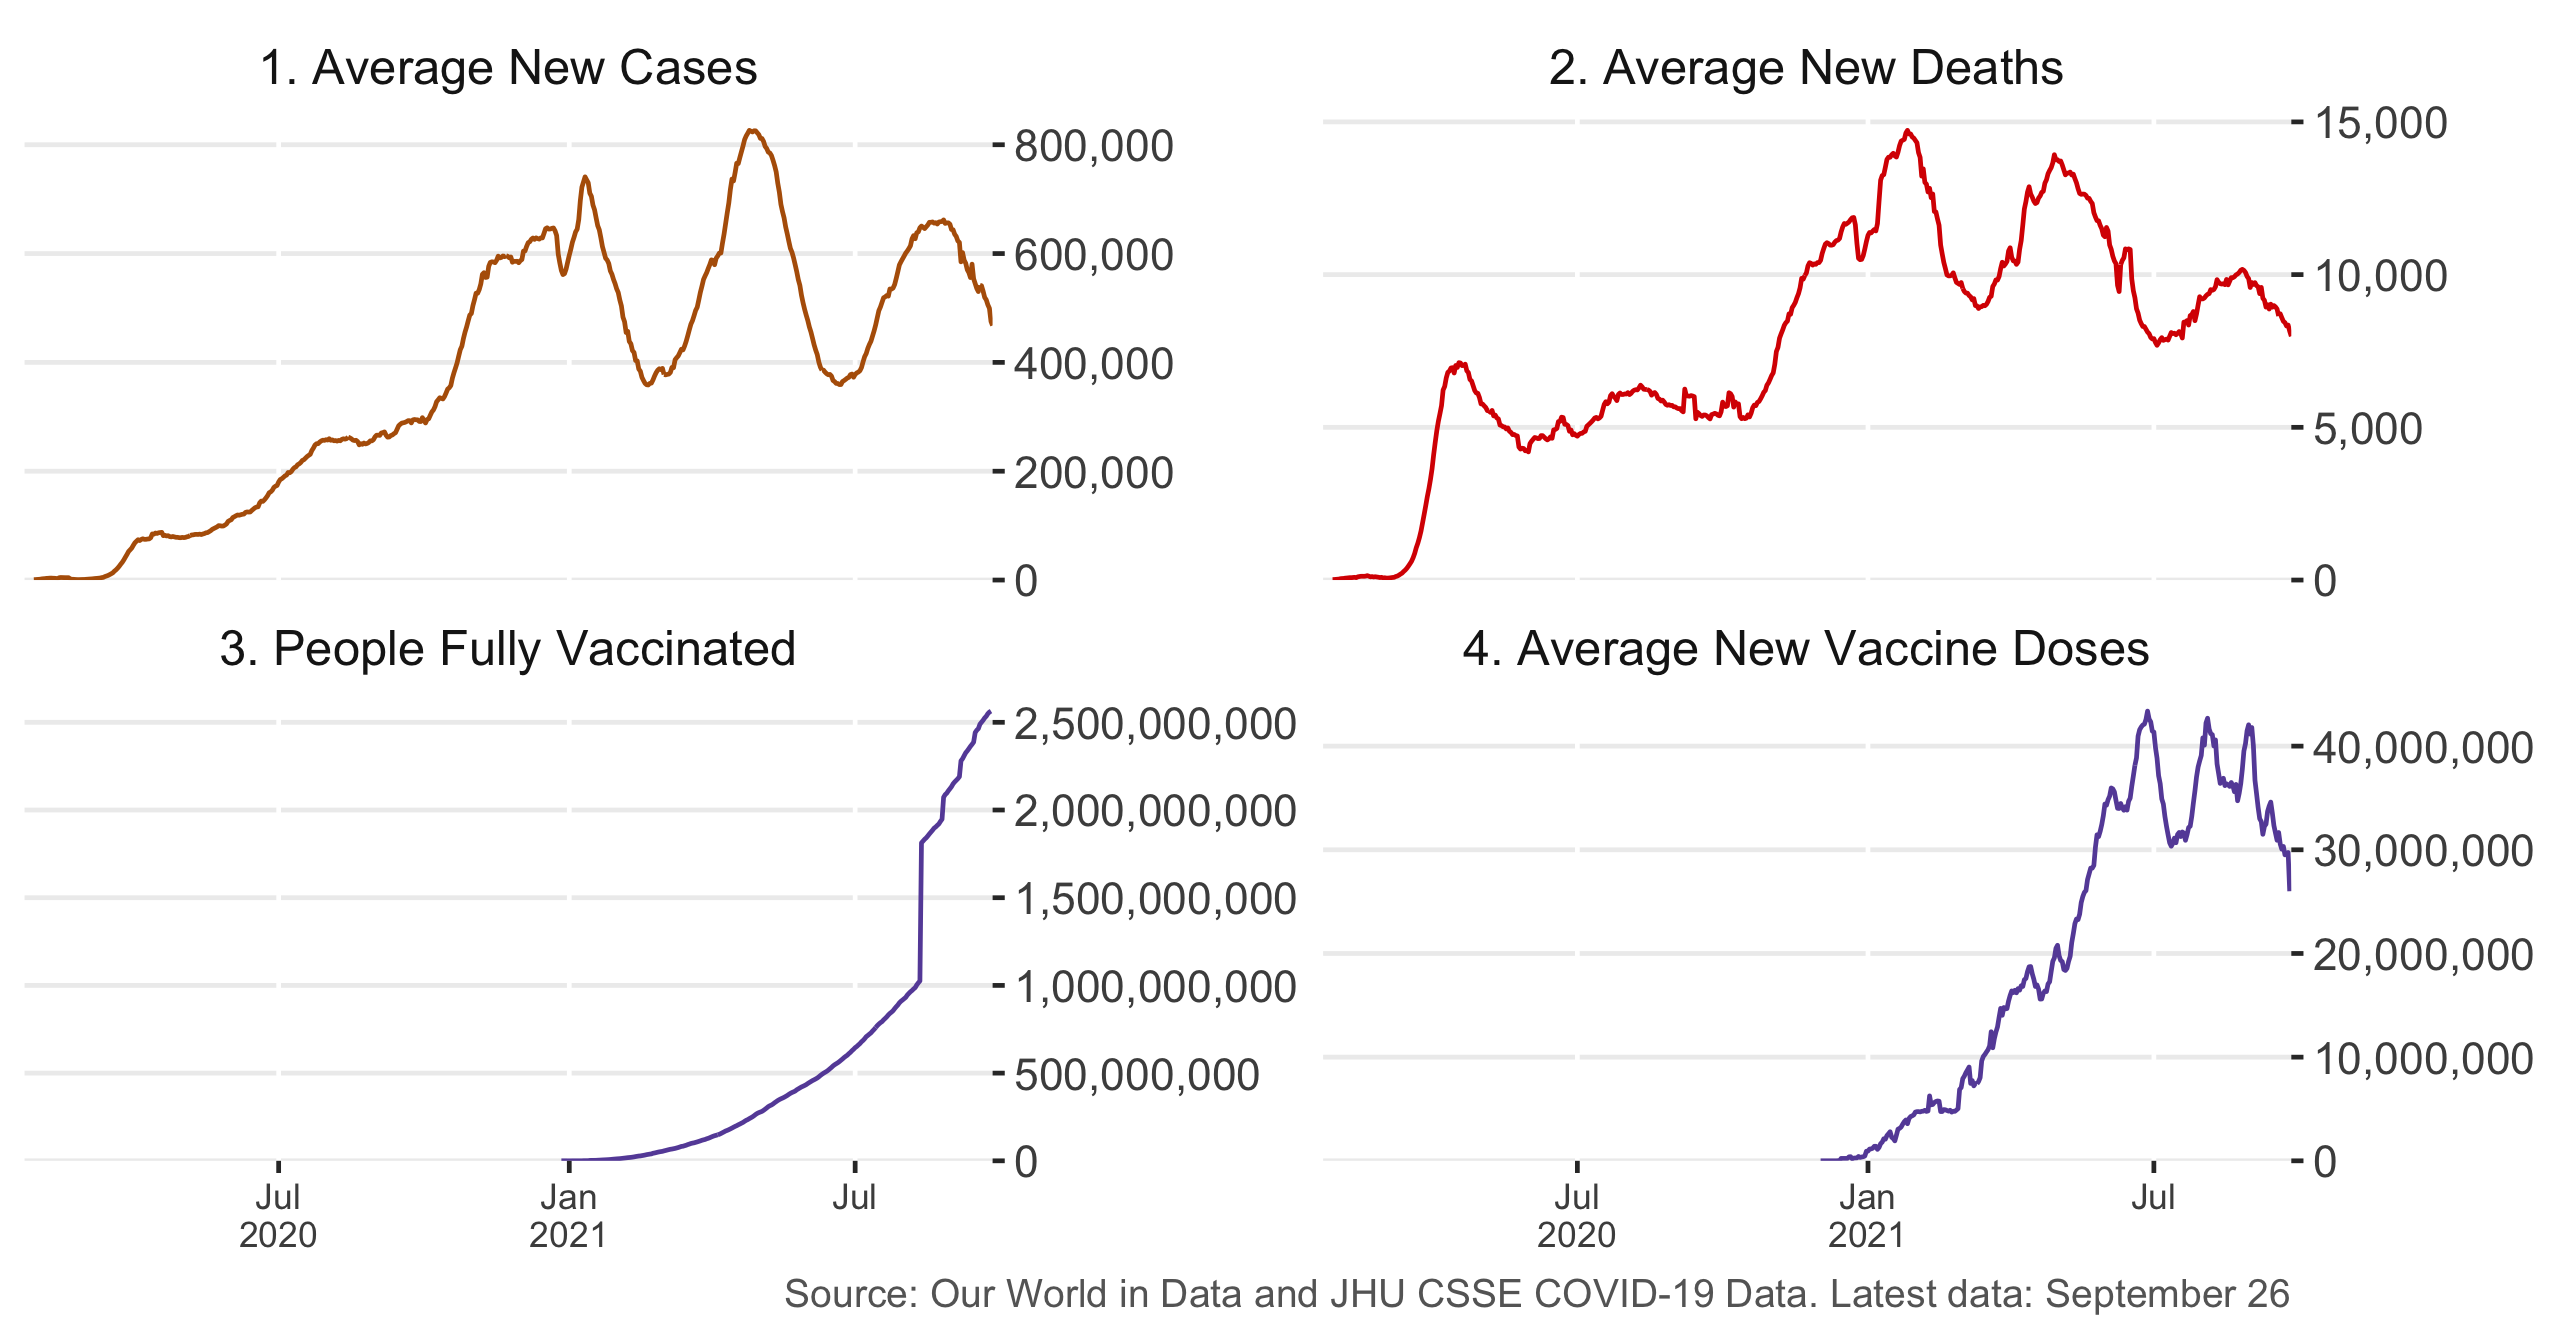 1. Average New Cases
800,000
600,000
400,000
200,000
0
2. Average New Deaths
15,000
10,000
5,000
0
3. People Fully Vaccinated
2,500,000,000
2,000,000,000
1,500,000,000
1,000,000,000
500,000,000
0
Jul
2020
Jan
2021
Jul
4. Average New Vaccine Doses
40,000,000
30,000,000
20,000,000
10,000,000
0
Jul
2020
Jan
2021
Jul
Source: Our World in Data and JHU CSSE COVID-19 Data. Latest data: September 26